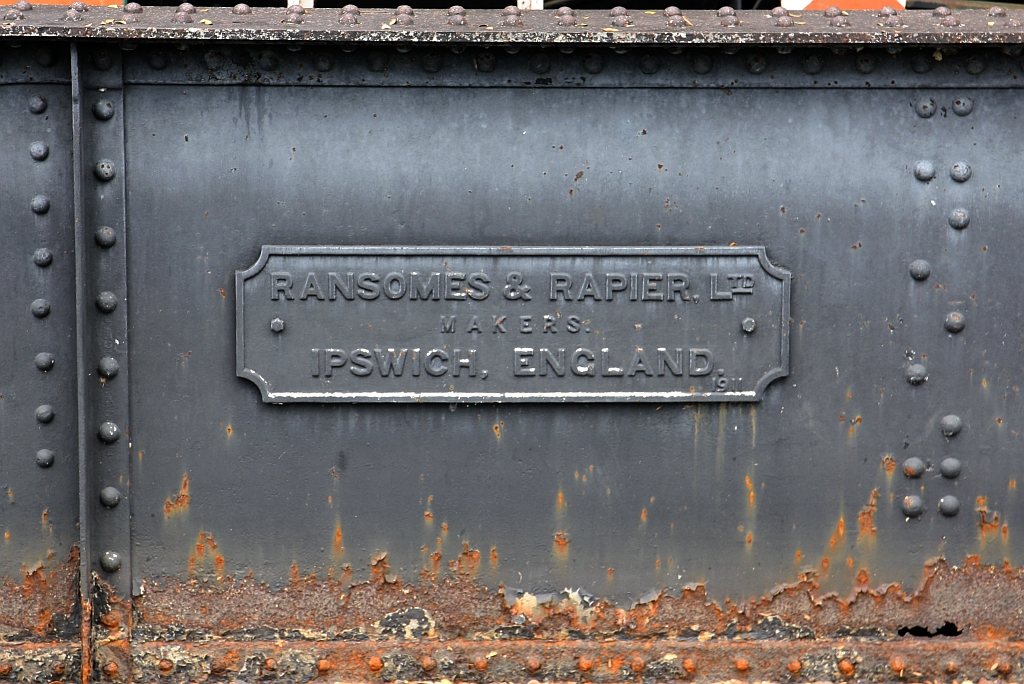 RANSOMES & RAPIER, LTD
MAKERS.
IPSWICH, ENGLAND.
1911